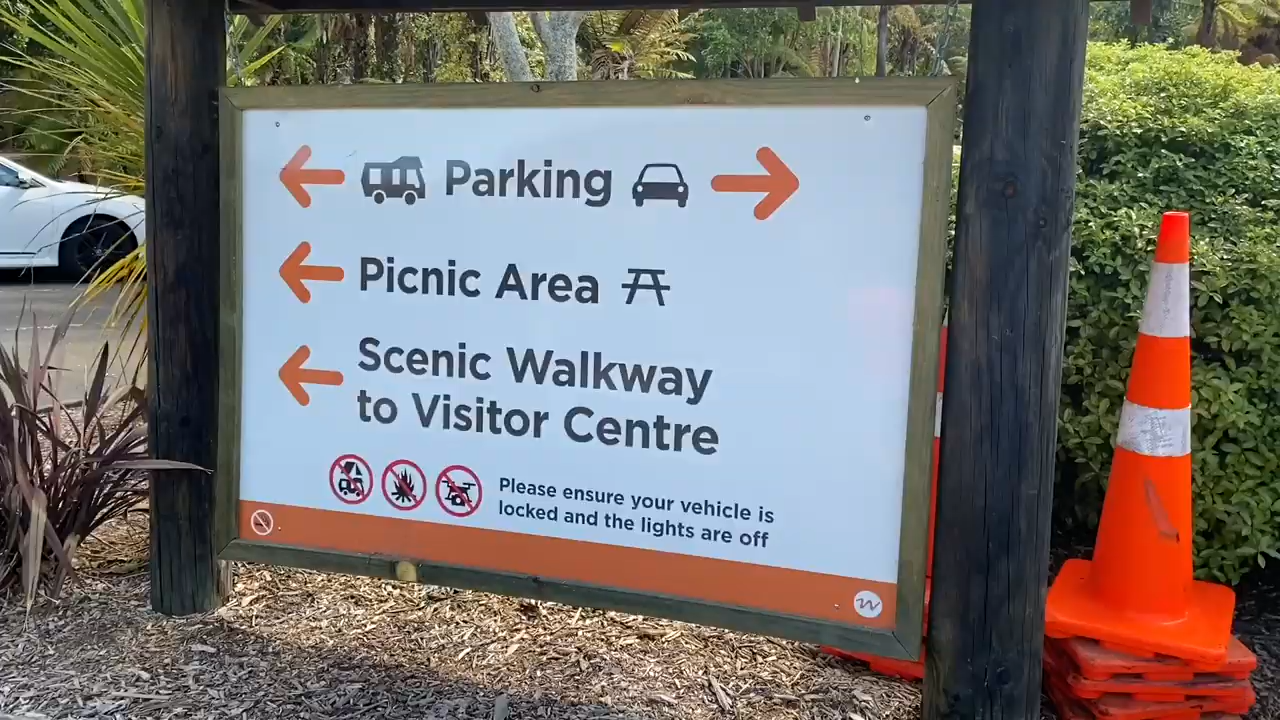 Parking
Picnic Area
Scenic Walkway
to Visitor Centre
Please ensure your vehicle is
locked and the lights are off